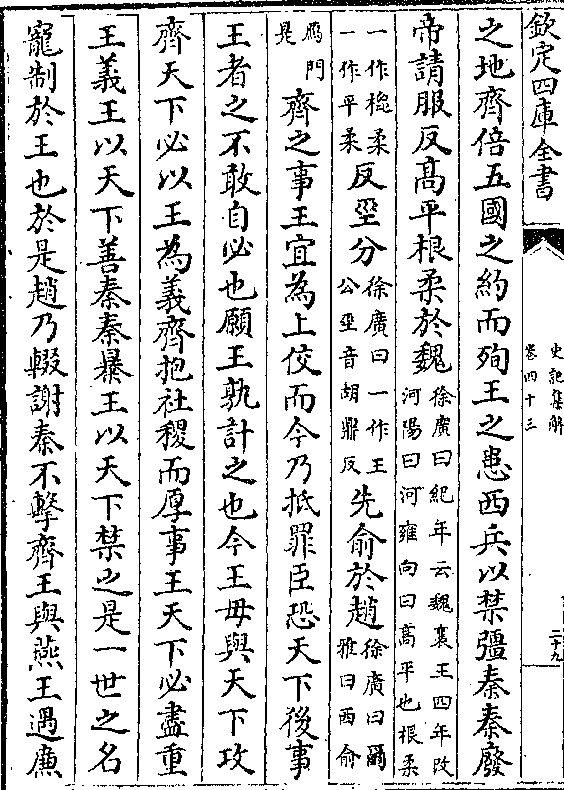 欽定四庫全書
史記集解
卷四十三
二十九
之地齊倍五國之約而殉王之患西兵以禁彊秦秦廢
帝請服反髙平根柔於魏徐廣曰紀年云魏襄王四年改河陽曰河雍向曰髙平也根柔
一作槵柔一作平柔反巠分徐廣曰一作王公巠音胡鼎反先俞於趙徐廣曰爾雅曰西俞
鴈門是齊之事王宜為上佼而今乃抵罪臣恐天下後事
王者之不敢自必也願王孰計之也今王毋與天下攻
齊天下必以王為義齊抱社稷而厚事王天下必盡重
王義王以天下善秦秦暴王以天下禁之是一世之名
寵制於王也於是趙乃輟謝秦不擊齊王與燕王遇廉